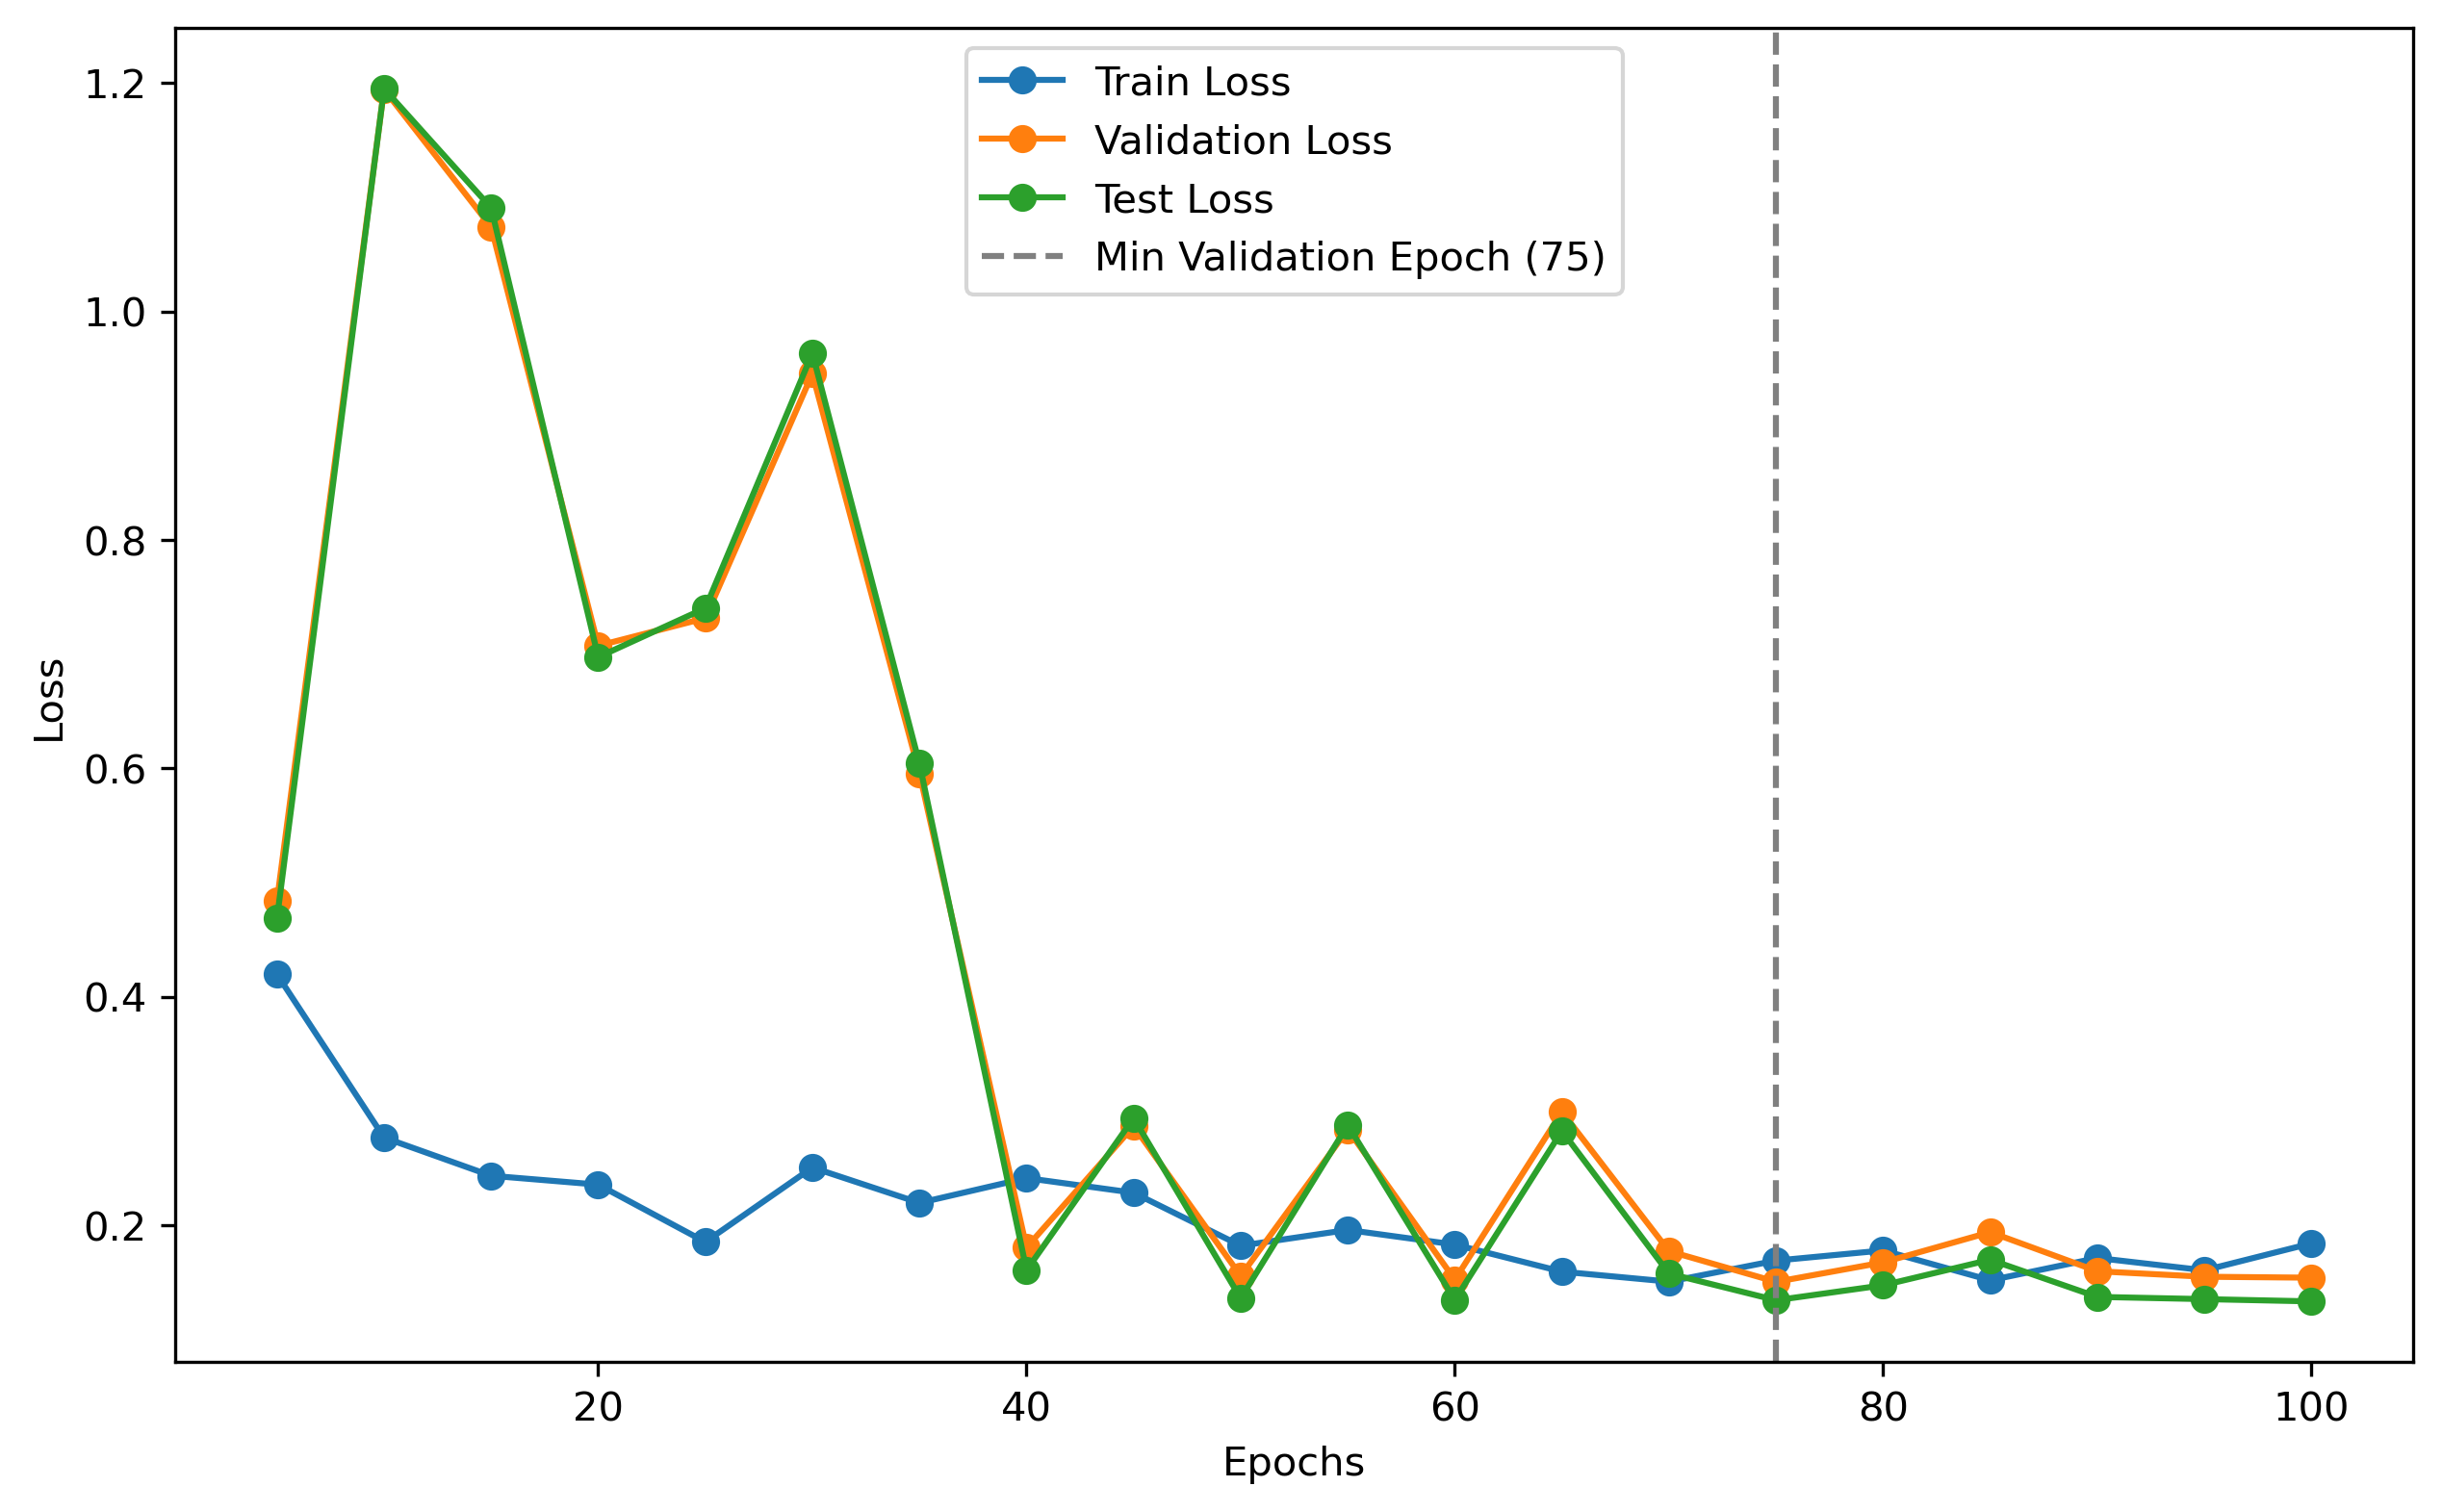 Train Loss
Validation Loss
Test Loss
Min Validation Epoch (75)
Loss
1.2
1.0
0.8
0.6
0.4
0.2
20 40 60 80 100
Epochs